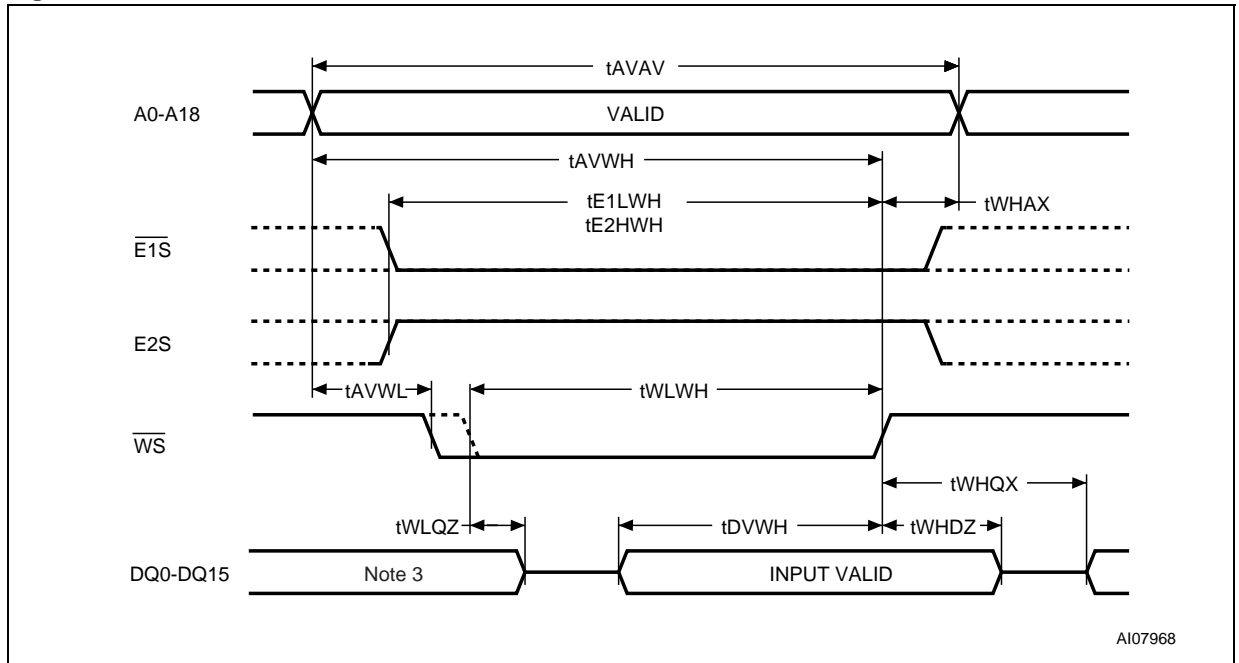 tAVAV
A0-A18
VALID
tAVWH
tE1LWH
tE2HWH
tWHAX
E1S
E2S
tAVWL
tWLWH
WS
tWHQX
tWLQZ
tDVWH
tWHDZ
DQ0-DQ15
Note 3
INPUT VALID
AI07968